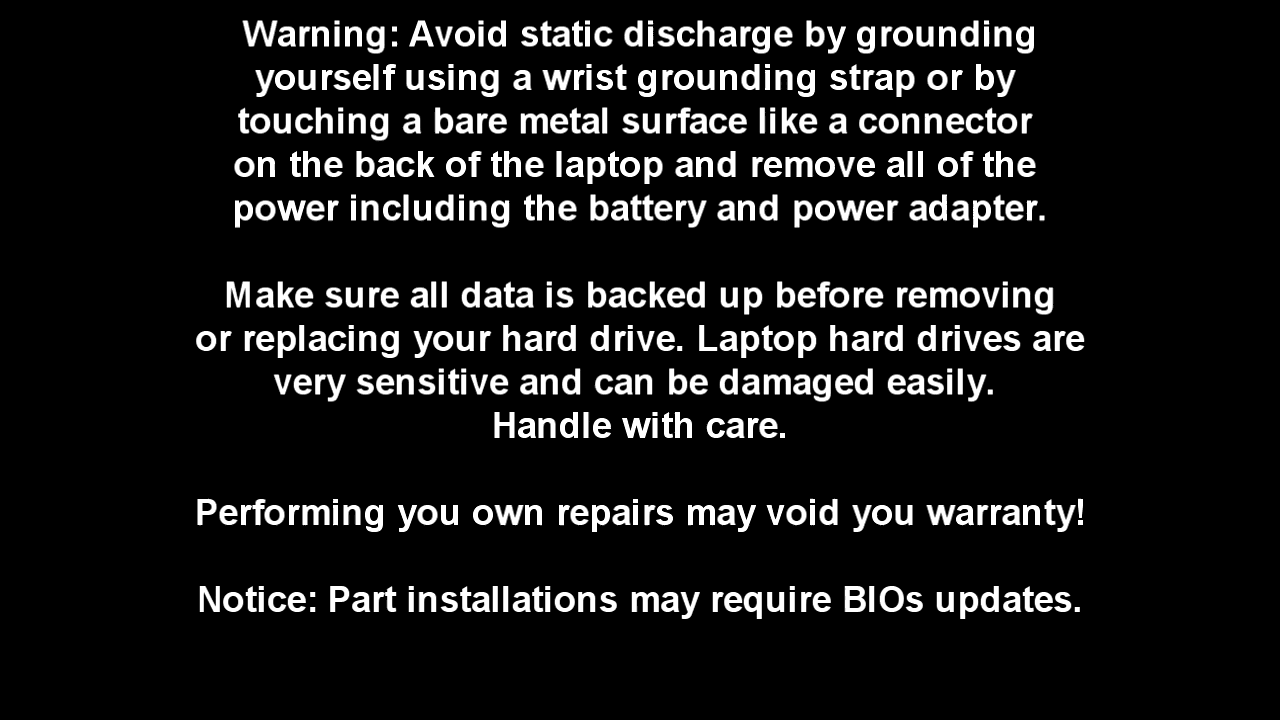 Warning: Avoid static discharge by grounding
yourself using a wrist grounding strap or by
touching a bare metal surface like a connector
on the back of the laptop and remove all of the
power including the battery and power adapter.
Make sure all data is backed up before removing
or replacing your hard drive. Laptop hard drives are
very sensitive and can be damaged easily.
Handle with care.
Performing you own repairs may void you warranty!
Notice: Part installations may require BIOs updates.